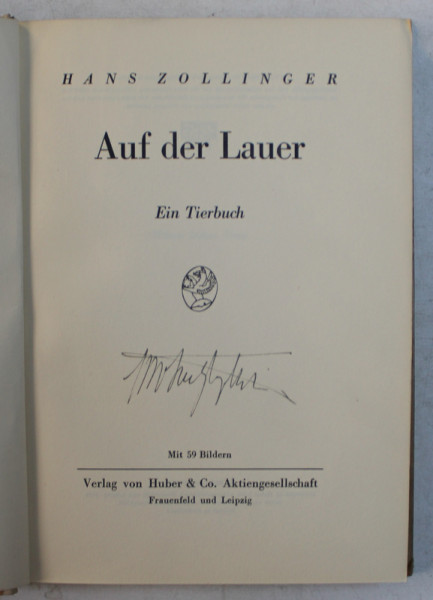 HANS ZOLLINGER
Auf der Lauer
Ein Tierbuch
Mit 59 Bildern
Verlag von Huber & Co. Aktiengesellschaft
Frauenfeld und Leipzig